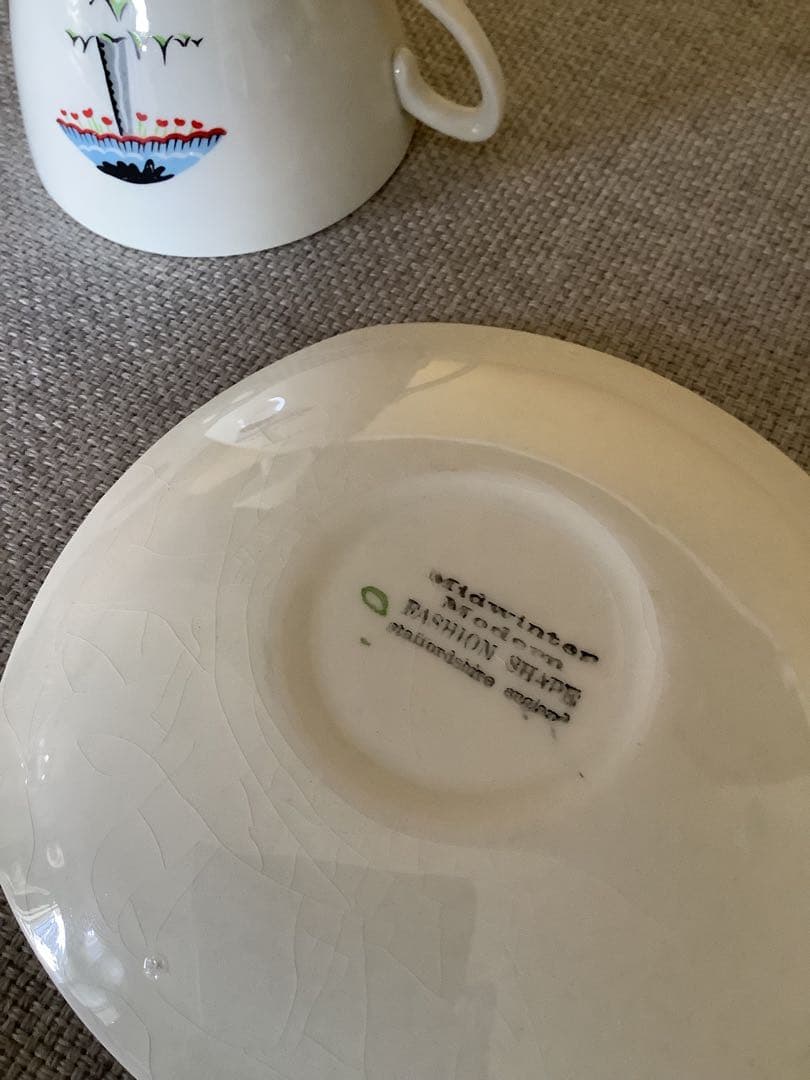 Midwinter
Modern
FASHION SHAPE
Staffordshire england